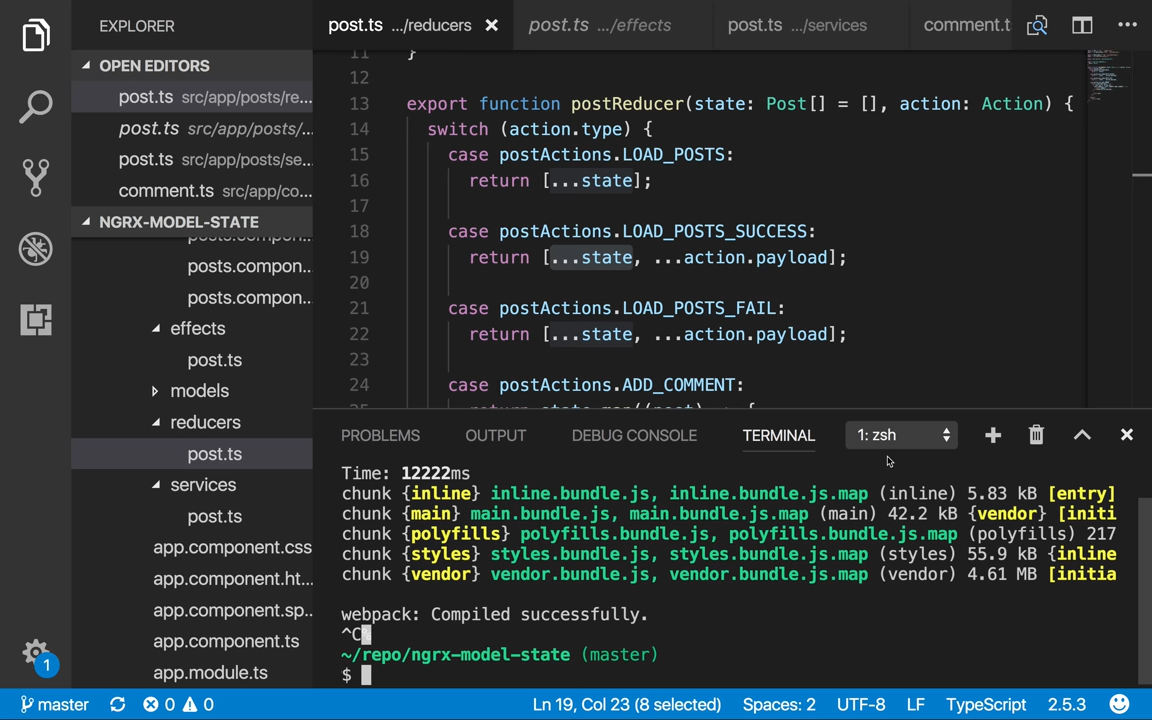 EXPLORER
OPEN EDITORS
post.ts src/app/posts/re...
post.ts src/app/posts/...
post.ts src/app/posts/se...
comment.ts src/app/co...
NGRX-MODEL-STATE
posts.compon...
posts.compon...
posts.compon...
effects
post.ts
models
reducers
post.ts
services
post.ts
app.component.css
app.component.ht...
app.component.sp...
app.component.ts
app.module.ts
1
post.ts .../reducers
post.ts .../effects
post.ts .../services
comment.t
11 }
12
13 export function postReducer(state: Post[] = [], action: Action) {
14 switch (action.type) {
15 case postActions.LOAD_POSTS:
16 return [...state];
17
18 case postActions.LOAD_POSTS_SUCCESS:
19 return [...state, ...action.payload];
20
21 case postActions.LOAD_POSTS_FAIL:
22 return [...state, ...action.payload];
23
24 case postActions.ADD_COMMENT:
25 return state.map((post) => {
PROBLEMS OUTPUT DEBUG CONSOLE TERMINAL 1: zsh
Time: 12222ms
chunk {inline} inline.bundle.js, inline.bundle.js.map (inline) 5.83 kB [entry]
chunk {main} main.bundle.js, main.bundle.js.map (main) 42.2 kB {vendor} [initi
chunk {polyfills} polyfills.bundle.js, polyfills.bundle.js.map (polyfills) 217
chunk {styles} styles.bundle.js, styles.bundle.js.map (styles) 55.9 kB {inline
chunk {vendor} vendor.bundle.js, vendor.bundle.js.map (vendor) 4.61 MB [initia
webpack: Compiled successfully.
^C%
~/repo/ngrx-model-state (master)
$
master 0 0 Ln 19, Col 23 (8 selected) Spaces: 2 UTF-8 LF TypeScript 2.5.3